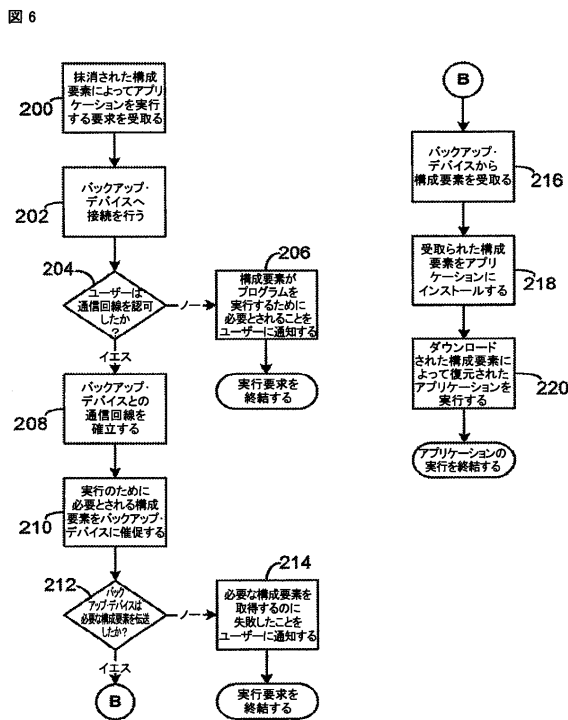 図 6
200
抹消された構成
要素によってアプリ
ケーションを実行
する要求を受取る
202
バックアップ・
デバイスへ
接続を行う
204
ユーザーは
通信回線を認可
したか
?
ノー
イエス
206
構成要素が
プログラムを
実行するために
必要とされることを
ユーザーに通知する
実行要求を
終結する
208
バックアップ・
デバイスとの
通信回線を
確立する
210
実行のために
必要とされる構成
要素をバックアップ・
デバイスに催促する
212
バック
アップ・デバイスは
必要な構成要素を伝送
したか?
ノー
イエス
B
214
必要な構成要素を
取得するのに
失敗したことを
ユーザーに通知する
実行要求を
終結する
B
バックアップ・
デバイスから
構成要素を受取る
216
受取られた構成
要素をアプリ
ケーションに
インストールする
218
ダウンロード
された構成要素に
よって復元された
アプリケーションを
実行する
220
アプリケーションの
実行を終結する